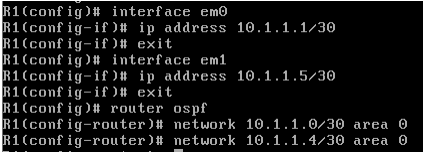 R1(config)# interface em0
R1(config-if)# ip address 10.1.1.1/30
R1(config-if)# exit
R1(config)# interface em1
R1(config-if)# ip address 10.1.1.5/30
R1(config-if)# exit
R1(config)# router ospf
R1(config-router)# network 10.1.1.0/30 area 0
R1(config-router)# network 10.1.1.4/30 area 0